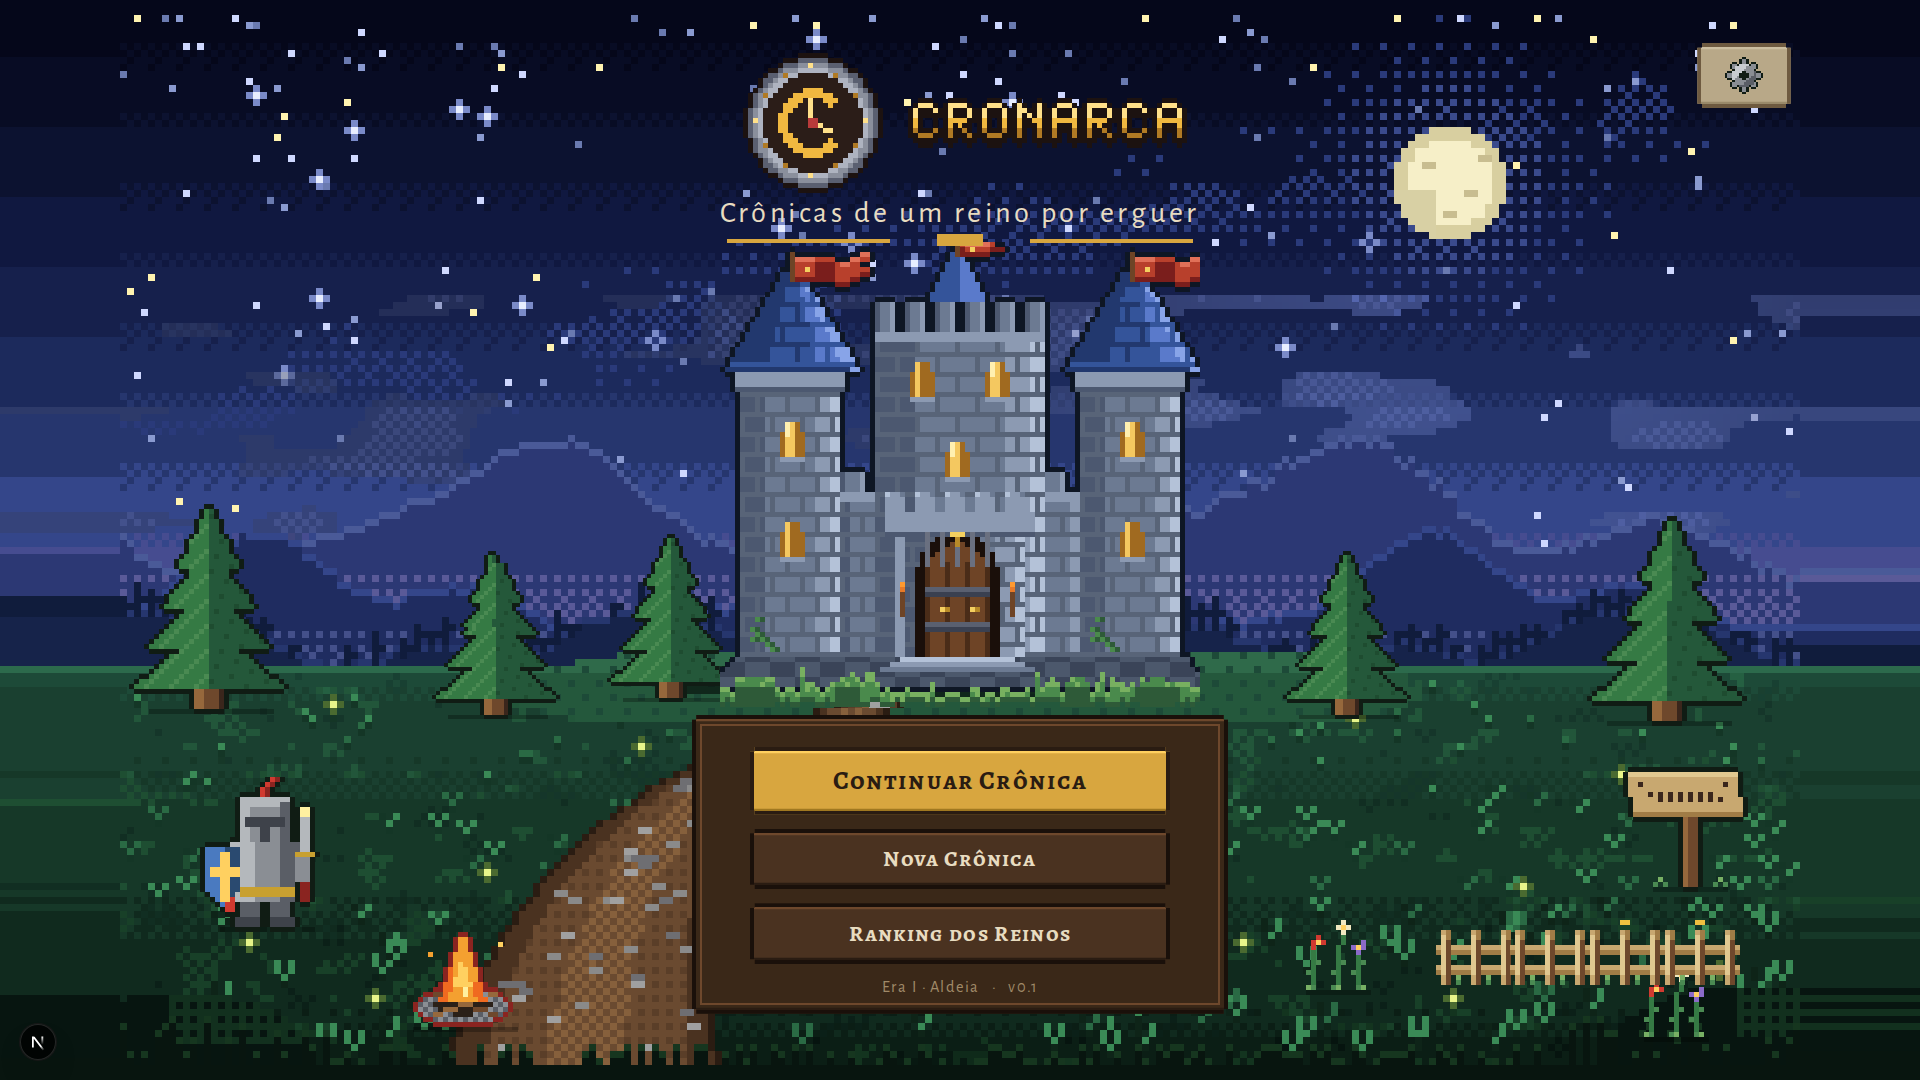 CRONARCA
Crônicas de um reino por erguer
Continuar Crônica
Nova Crônica
Ranking dos Reinos
Era I · Aldeia · v0.1
N